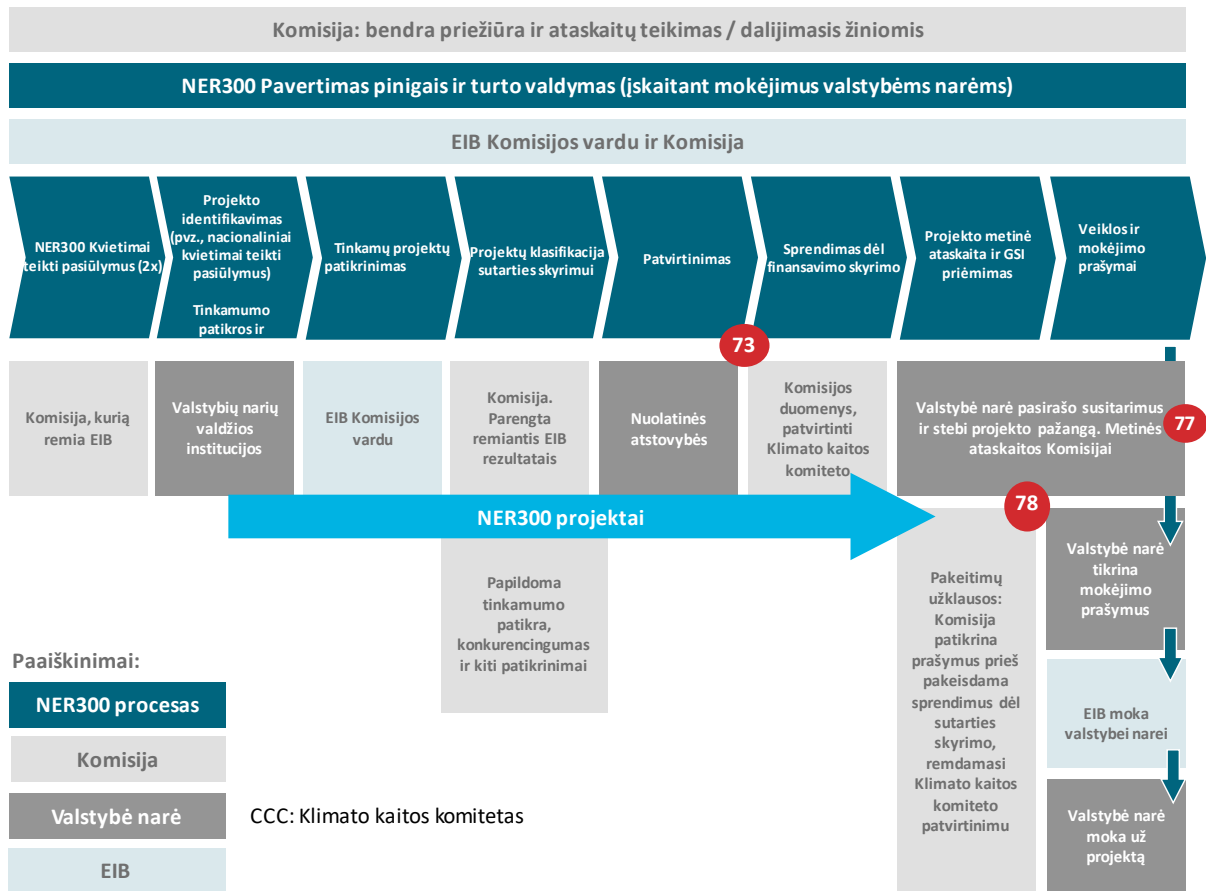 Komisija: bendra priežiūra ir ataskaitų teikimas / dalijimasis žiniomis
NER300 Pavertimas pinigais ir turto valdymas (įskaitant mokėjimus valstybėms narėms)
EIB Komisijos vardu ir Komisija
NER300 Kvietimai
teikti pasiūlymus (2x)
Projekto
identifikavimas
(pvz., nacionaliniai
kvietimai teikti
pasiūlymus)
Tinkamumo
patikros ir
Tinkamų projektų
patikrinimas
Projektų klasifikacija
sutarties skyrimui
Patvirtinimas
Sprendimas dėl
finansavimo skyrimo
Projekto metinė
ataskaita ir GSI
priėmimas
Veiklos ir
mokėjimo
prašymai
73
Komisija, kurią
remia EIB
Valstybių narių
valdžios
institucijos
EIB Komisijos
vardu
Komisija.
Parengta
remiantis EIB
rezultatais
Nuolatinės
atstovybės
Komisijos
duomenys,
patvirtinti
Klimato kaitos
komiteto
Valstybė narė pasirašo susitarimus
ir stebi projekto pažangą. Metinės
ataskaitos Komisijai
77
NER300 projektai
78
Papildoma
tinkamumo
patikra,
konkurencingumas
ir kiti patikrinimai
Pakeitimų
užklausos:
Komisija
patikrina
prašymus prieš
pakeisdama
sprendimus dėl
sutarties
skyrimo,
remdamasi
Klimato kaitos
komiteto
patvirtinimu
Valstybė narė
tikrina
mokėjimo
prašymus
EIB moka
valstybei narei
Valstybė narė
moka už
projektą
Paaiškinimai:
NER300 procesas
Komisija
Valstybė narė
EIB
CCC: Klimato kaitos komitetas